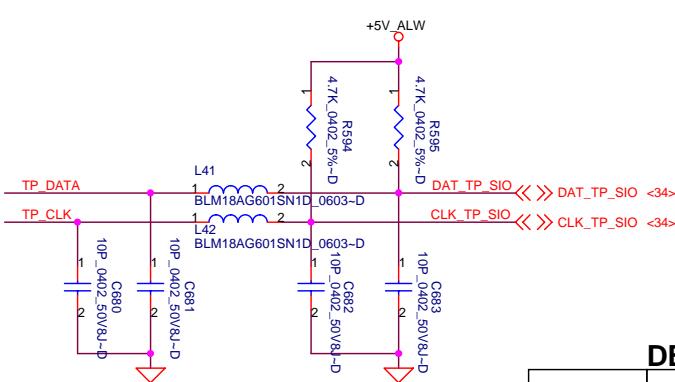 +5V_ALW
1
1
4.7K_0402_5%~D
R594
4.7K_0402_5%~D
R595
2
2
L41
TP_DATA
1
2
DAT_TP_SIO
DAT_TP_SIO <34>
BLM18AG601SN1D_0603~D
TP_CLK
1
2
CLK_TP_SIO
CLK_TP_SIO <34>
L42
BLM18AG601SN1D_0603~D
1
1
1
1
10P_0402_50V8J~D
C680
10P_0402_50V8J~D
C681
10P_0402_50V8J~D
C682
10P_0402_50V8J~D
C683
2
2
2
2